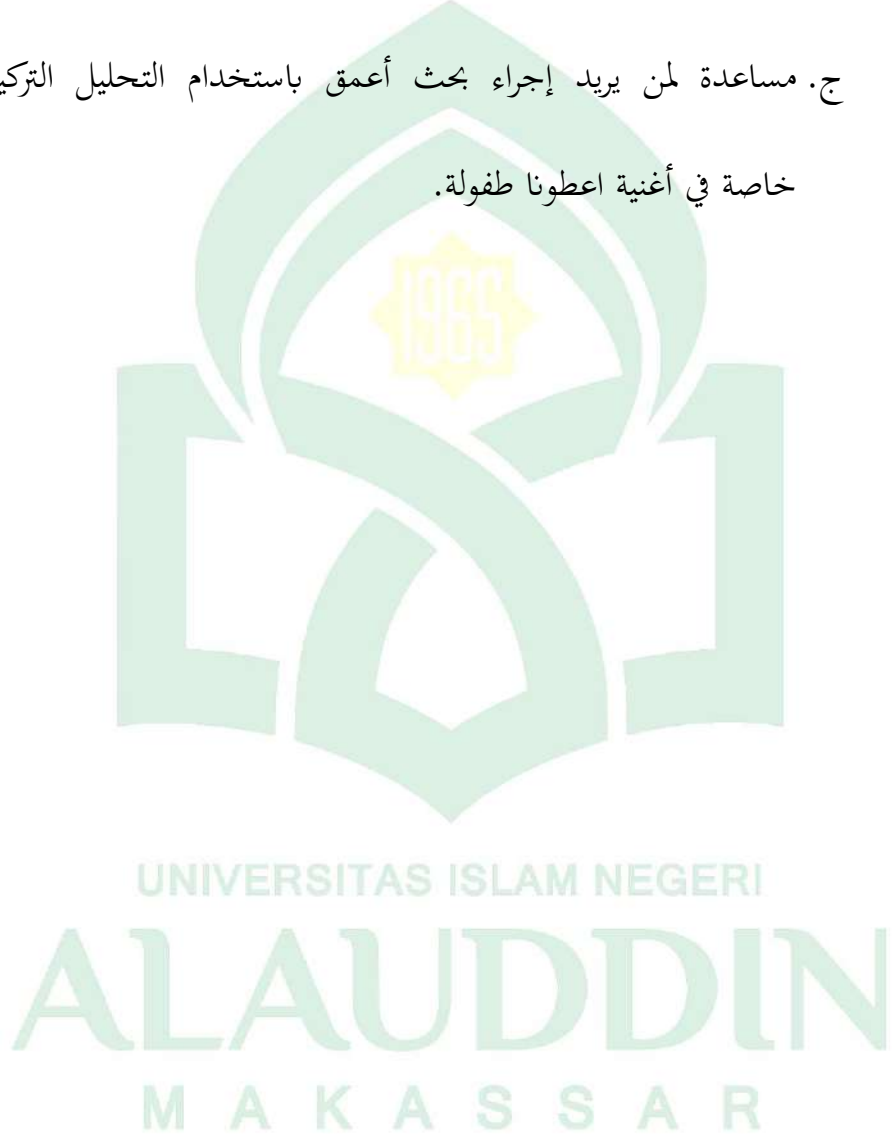 ج. مساعدة لمن يريد إجراء بحث أعمق باستخدام التحليل
خاصة في أغنية اعطونا طفولة.
1965
UNIVERSITAS ISLAM NEGERI
ALAUDDIN
MAKASSAR